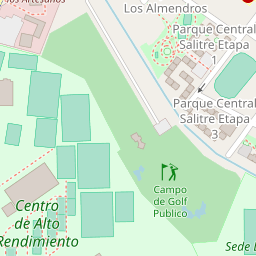 Los Almendros
los Artesanos
Parque Central
Salitre Etapa
1
Parque Central
Salitre Etapa
3
Campo
de Golf
Publico
Centro
de Alto
Rendimiento
Sede